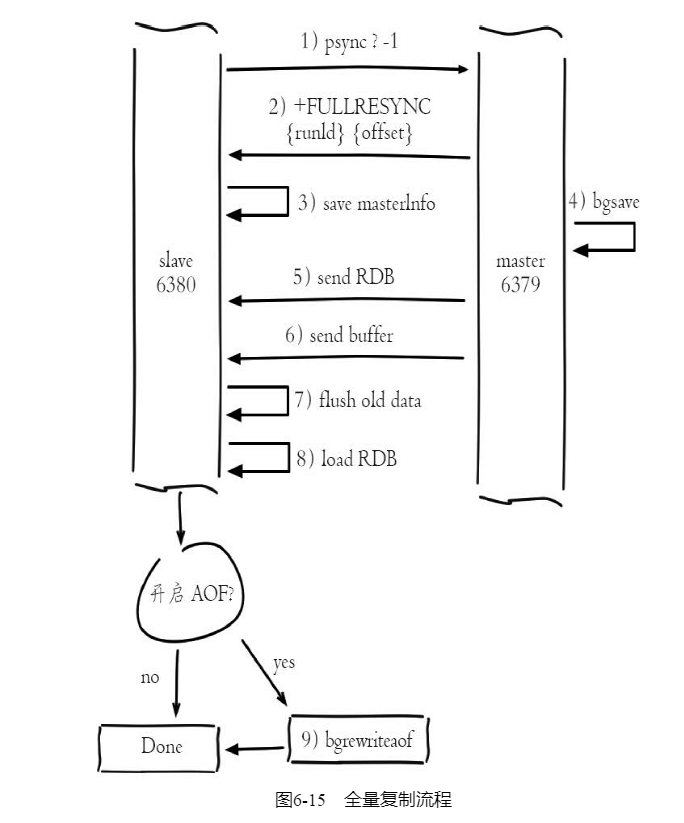 1) psync ? -1
2) +FULLRESYNC
{runId} {offset}
3) save masterInfo
4) bgsave
slave
6380
master
6379
5) send RDB
6) send buffer
7) flush old data
8) load RDB
开启 AOF?
no
yes
Done
9) bgrewriteaof
图6-15 全量复制流程